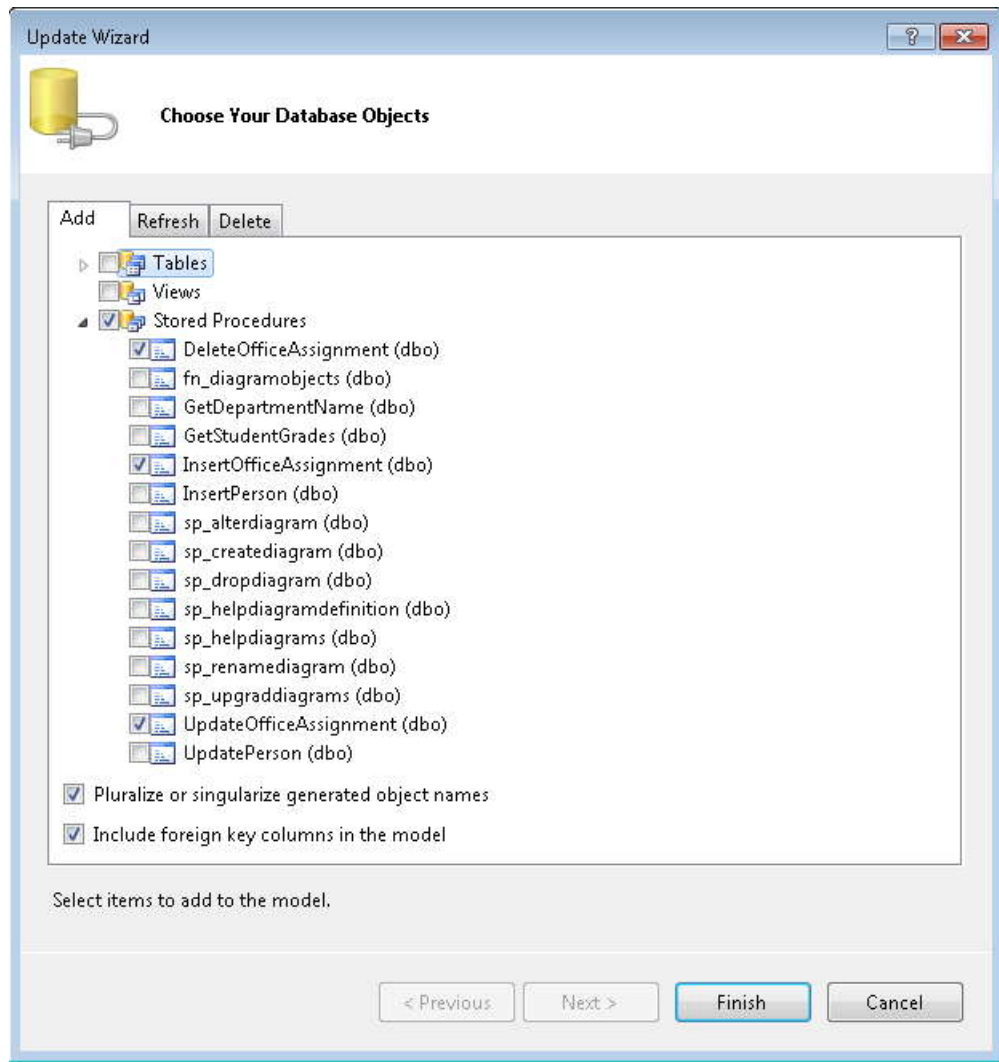 Update Wizard
Choose Your Database Objects
Add Refresh Delete
Tables
Views
Stored Procedures
DeleteOfficeAssignment (dbo)
fn_diagramobjects (dbo)
GetDepartmentName (dbo)
GetStudentGrades (dbo)
InsertOfficeAssignment (dbo)
InsertPerson (dbo)
sp_alterdiagram (dbo)
sp_creatediagram (dbo)
sp_dropdiagram (dbo)
sp_helpdiagramdefinition (dbo)
sp_helpdiagrams (dbo)
sp_renamediagram (dbo)
sp_upgraddiagrams (dbo)
UpdateOfficeAssignment (dbo)
UpdatePerson (dbo)
Pluralize or singularize generated object names
Include foreign key columns in the model
Select items to add to the model.
< Previous Next > Finish Cancel